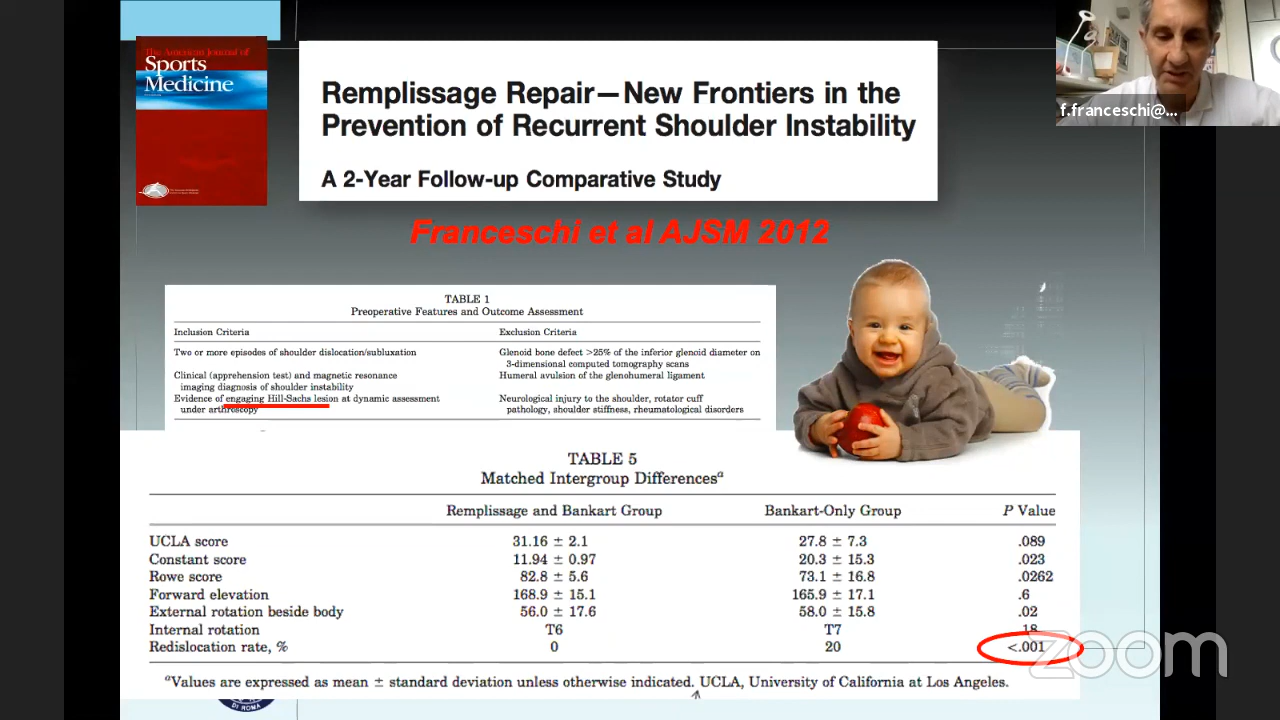 The American Journal of
Sports
Medicine
Remplissage Repair—New Frontiers in the
Prevention of Recurrent Shoulder Instability
A 2-Year Follow-up Comparative Study
f.franceschi@...
Franceschi et al AJSM 2012
TABLE 1
Preoperative Features and Outcome Assessment
Inclusion Criteria Exclusion Criteria
Two or more episodes of shoulder dislocation/subluxation Glenoid bone defect >25% of the inferior glenoid diameter on
3-dimensional computed tomography scans
Clinical (apprehension test) and magnetic resonance Humeral avulsion of the glenohumeral ligament
imaging diagnosis of shoulder instability
Evidence of engaging Hill-Sachs lesion at dynamic assessment Neurological injury to the shoulder, rotator cuff
under arthroscopy pathology, shoulder stiffness, rheumatological disorders
TABLE 5
Matched Intergroup Differencesᵃ
Remplissage and Bankart Group Bankart-Only Group P Value
UCLA score 31.16 ± 2.1 27.8 ± 7.3 .089
Constant score 11.94 ± 0.97 20.3 ± 15.3 .023
Rowe score 82.8 ± 5.6 73.1 ± 16.8 .0262
Forward elevation 168.9 ± 15.1 165.9 ± 17.1 .6
External rotation beside body 56.0 ± 17.6 58.0 ± 15.8 .02
Internal rotation T6 T7 .18
Redislocation rate, % 0 20 <.001
zoom
ᵃValues are expressed as mean ± standard deviation unless otherwise indicated. UCLA, University of California at Los Angeles.
DI ROMA